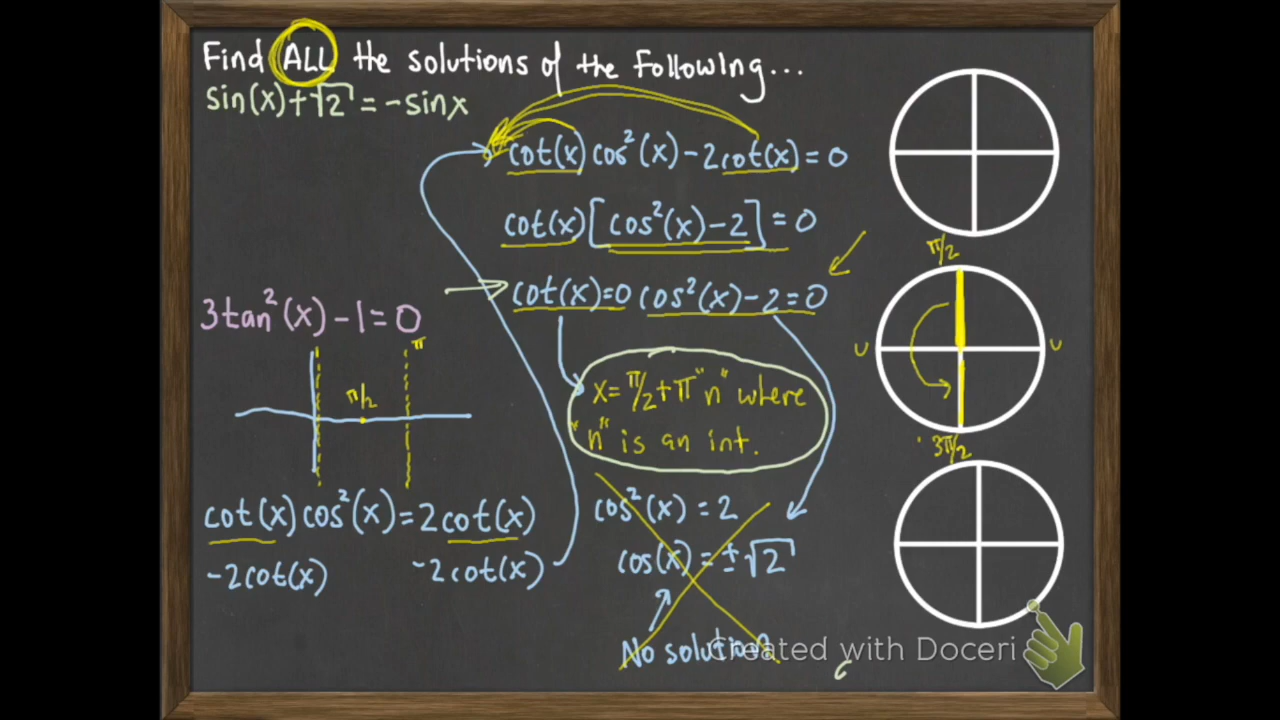 Find ALL the solutions of the Following...
sin(x)+√2 = -sinx
cot(x)cos²(x)-2cot(x)=0
cot(x)[cos²(x)-2]=0
cot(x)=0 cos²(x)-2=0
x=π/2+π"n" where
"n" is an int.
cos²(x)=2
cos(x)=±√2
No solution
3tan²(x)-1=0
π
π/2
cot(x)cos²(x)=2cot(x)
-2cot(x) -2cot(x)
π/2
U U
3π/2
Created with Doceri